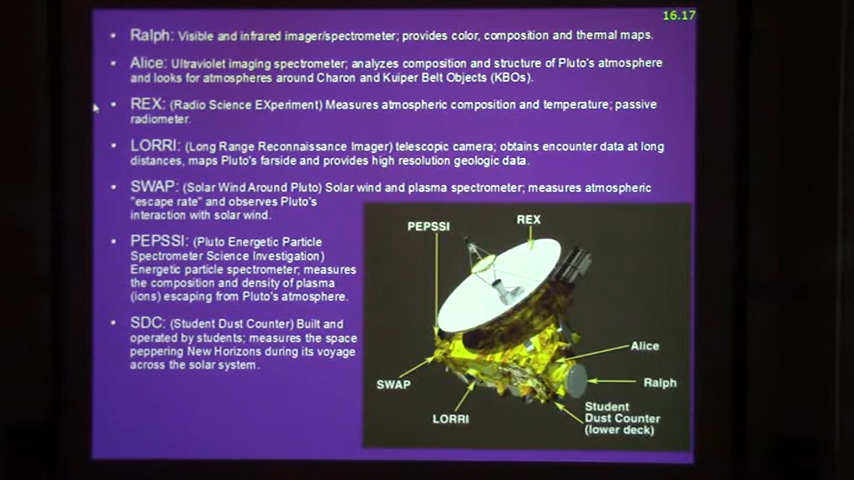 16.17
Ralph: Visible and infrared imager/spectrometer; provides color, composition and thermal maps.
Alice: Ultraviolet imaging spectrometer; analyzes composition and structure of Pluto's atmosphere
and looks for atmospheres around Charon and Kuiper Belt Objects (KBOs).
REX: (Radio Science EXperiment) Measures atmospheric composition and temperature; passive
radiometer.
LORRI: (Long Range Reconnaissance Imager) telescopic camera; obtains encounter data at long
distances, maps Pluto's farside and provides high resolution geologic data.
SWAP: (Solar Wind Around Pluto) Solar wind and plasma spectrometer; measures atmospheric
"escape rate" and observes Pluto's
interaction with solar wind.
PEPSSI: (Pluto Energetic Particle
Spectrometer Science Investigation)
Energetic particle spectrometer; measures
the composition and density of plasma
(ions) escaping from Pluto's atmosphere.
SDC: (Student Dust Counter) Built and
operated by students; measures the space
peppering New Horizons during its voyage
across the solar system.
PEPSSI
REX
Alice
Ralph
SWAP
LORRI
Student
Dust Counter
(lower deck)